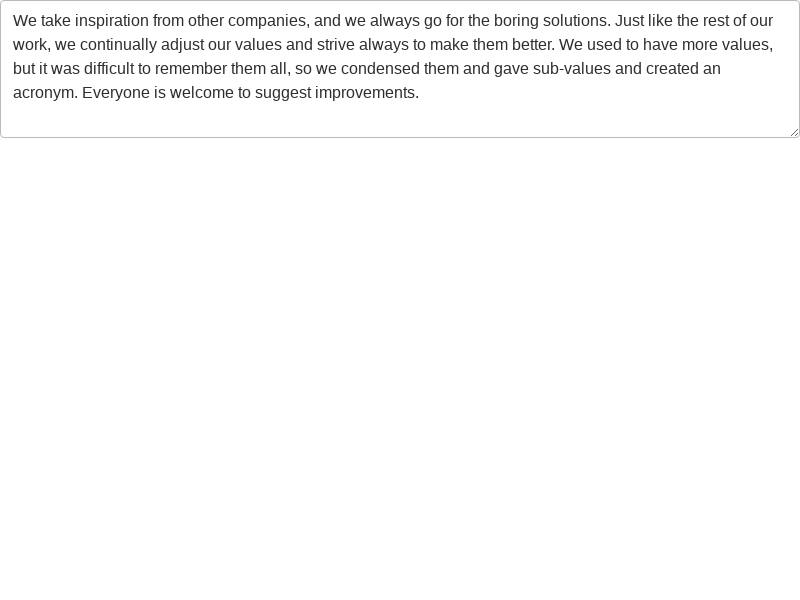 We take inspiration from other companies, and we always go for the boring solutions. Just like the rest of our
work, we continually adjust our values and strive always to make them better. We used to have more values,
but it was difficult to remember them all, so we condensed them and gave sub-values and created an
acronym. Everyone is welcome to suggest improvements.